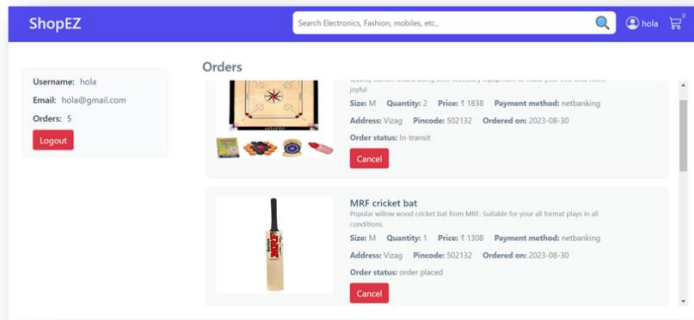 ShopEZ
Search Electronics, Fashion, mobiles, etc.,
hola
0
Username: hola
Email: hola@gmail.com
Orders: 5
Logout
Orders
joyful
Size: M Quantity: 2 Price: ₹ 1838 Payment method: netbanking
Address: Vizag Pincode: 502132 Ordered on: 2023-08-30
Order status: In-transit
Cancel
MRF cricket bat
Popular willow wood cricket bat from MRF. Suitable for your all format plays in all
conditions.
Size: M Quantity: 1 Price: ₹ 1308 Payment method: netbanking
Address: Vizag Pincode: 502132 Ordered on: 2023-08-30
Order status: order placed
Cancel
MRF